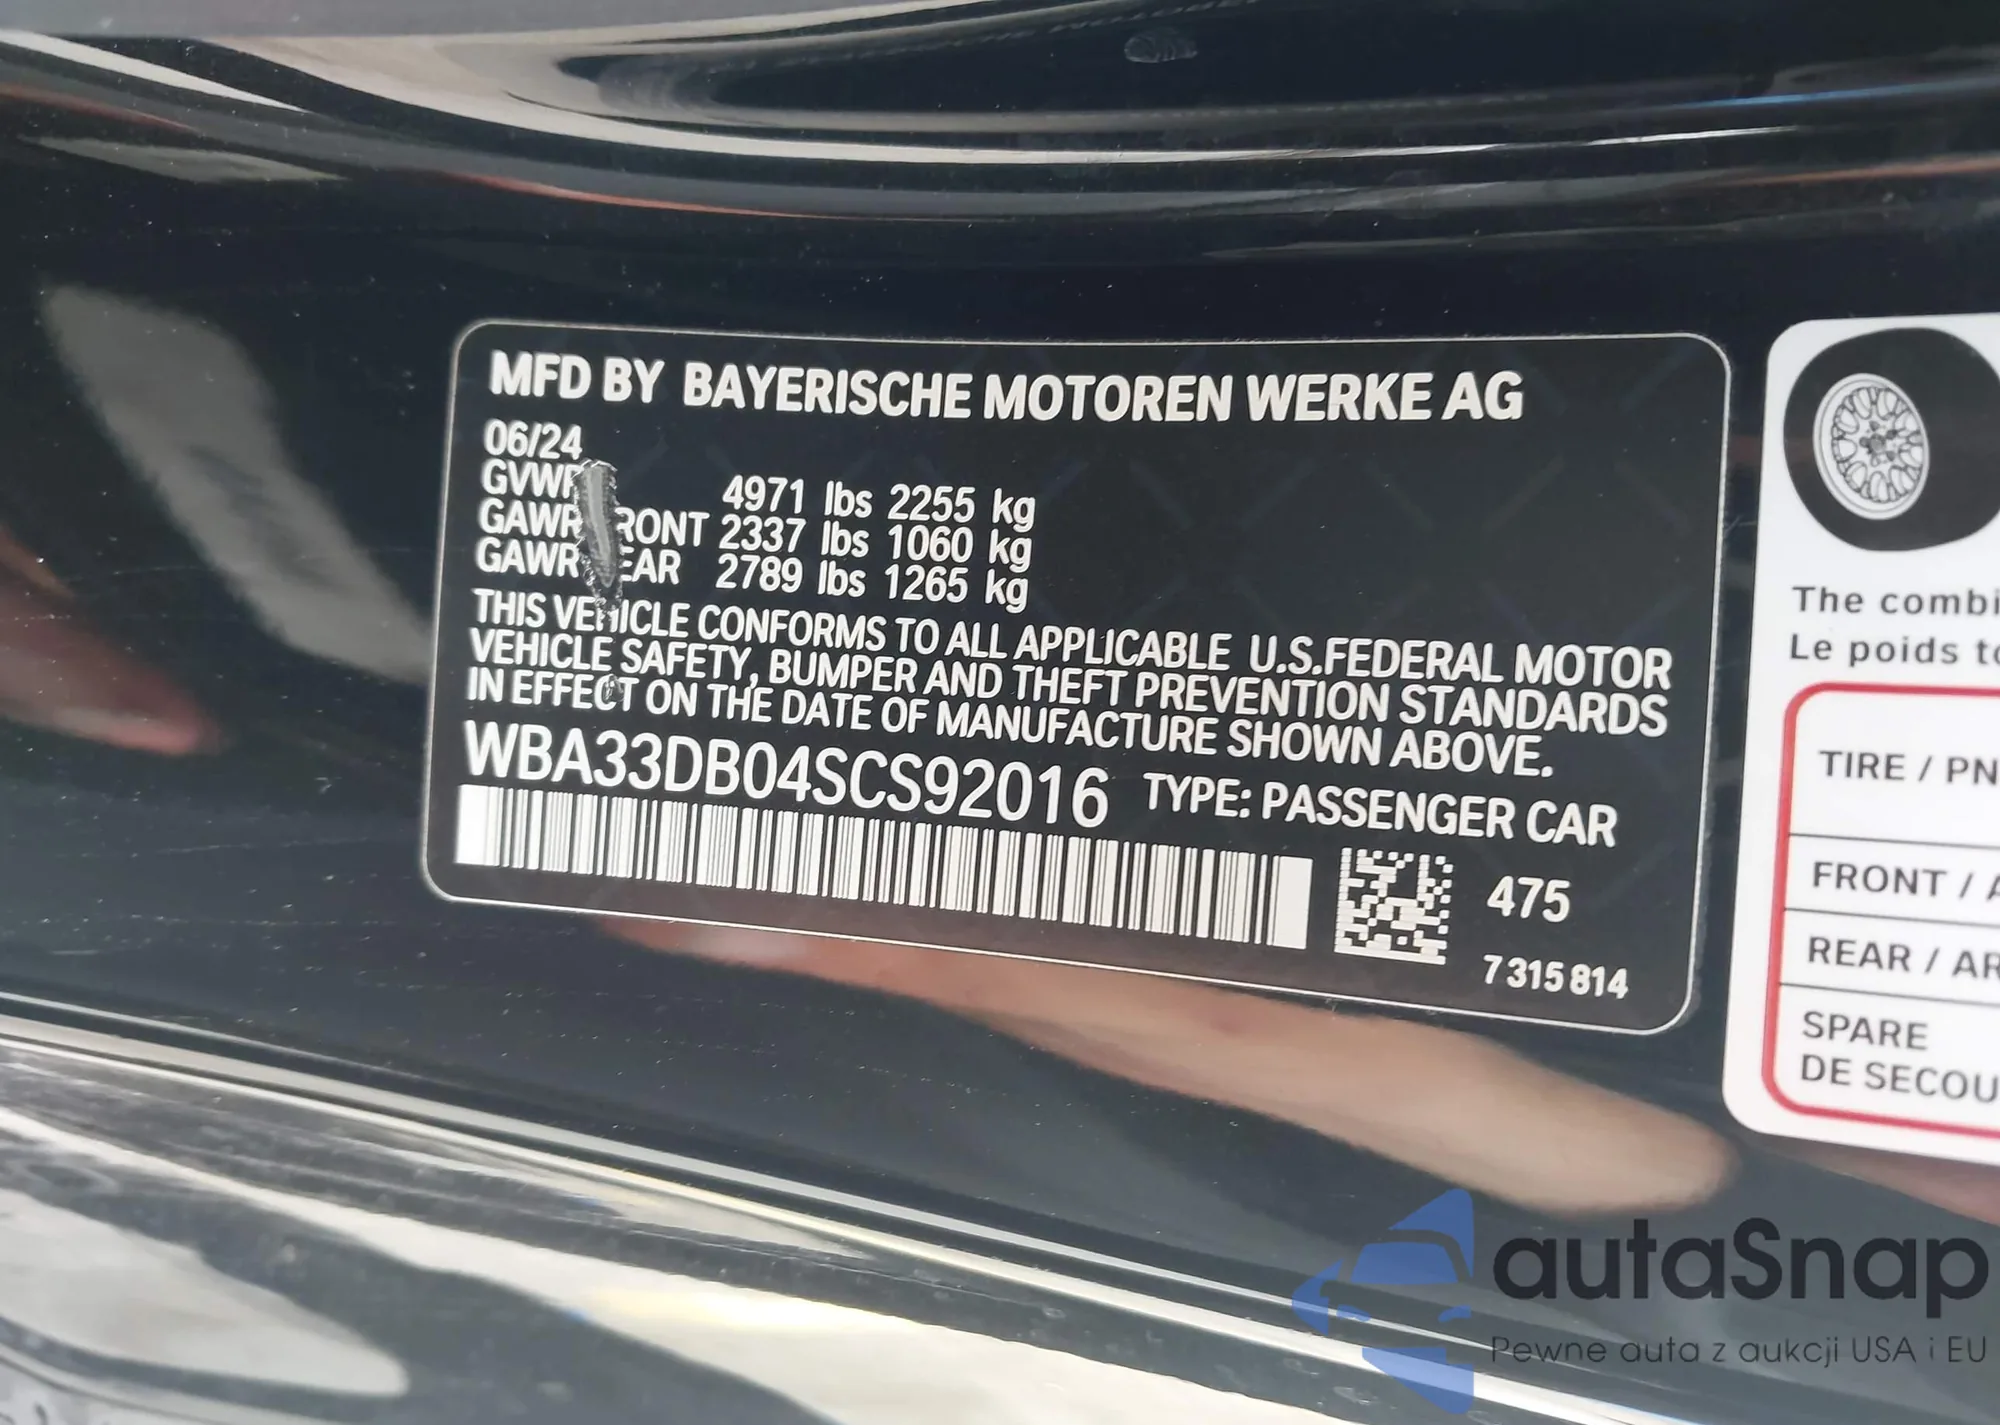 MFD BY BAYERISCHE MOTOREN WERKE AG
06/24
GVWR 4971 lbs 2255 kg
GAWR FRONT 2337 lbs 1060 kg
GAWR REAR 2789 lbs 1265 kg
THIS VEHICLE CONFORMS TO ALL APPLICABLE U.S.FEDERAL MOTOR
VEHICLE SAFETY, BUMPER AND THEFT PREVENTION STANDARDS
IN EFFECT ON THE DATE OF MANUFACTURE SHOWN ABOVE.
WBA33DB04SCS92016 TYPE: PASSENGER CAR
475
7315814
The combi
Le poids to
TIRE / PN
FRONT / A
REAR / AR
SPARE
DE SECOU
autaSnap
Pewne auta z aukcji USA i EU